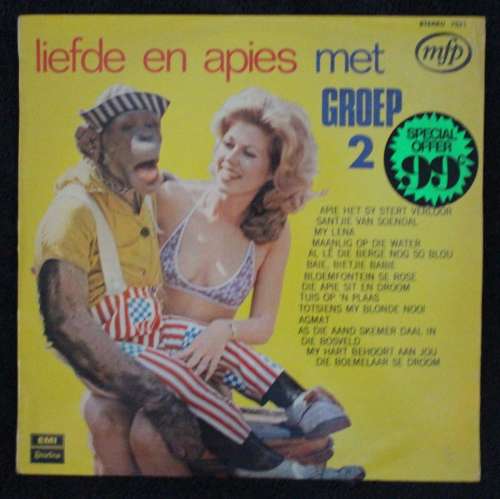 STEREO
mfp
liefde en apies met
GROEP
2
SPECIAL
OFFER
99c
APIE HET SY STERT VERLOOR
SANTJIE VAN SOENDAL
MY LENA
MAANLIG OP DIE WATER
AL LÊ DIE BERGE NOG SO BLOU
BAIE, BIETJIE BABIE
BLOEMFONTEIN SE ROSE
DIE APIE SIT EN DROOM
TUIS OP 'N PLAAS
TOTSIENS MY BLONDE NOOI
AGMAT
AS DIE AAND SKEMER DAAL IN
DIE BOSVELD
MY HART BEHOORT AAN JOU
DIE BOEMELAAR SE DROOM
EMI